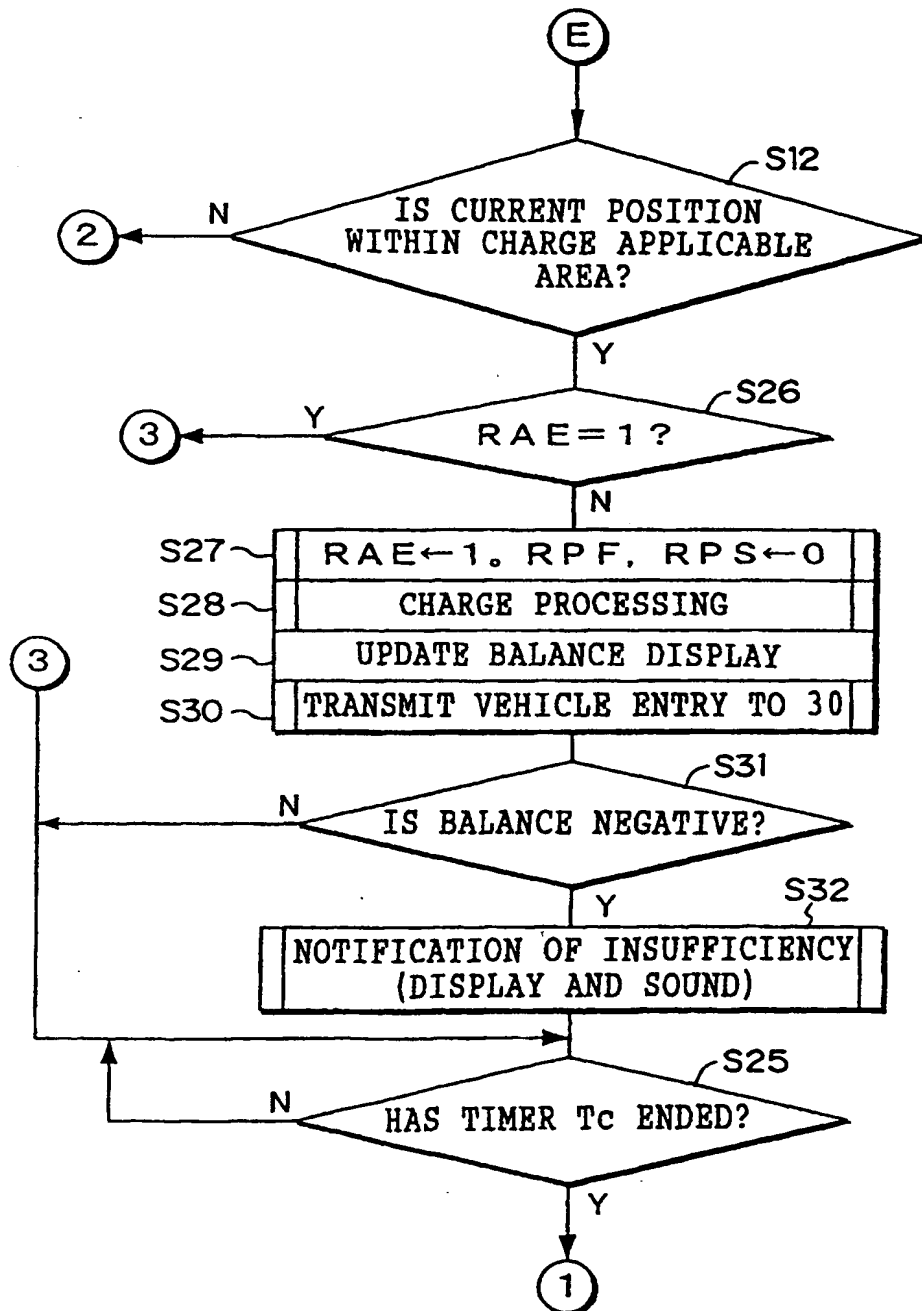 E
S12
IS CURRENT POSITION
WITHIN CHARGE APPLICABLE
AREA?
N
2
Y
S26
Y
3
RAE=1?
N
S27
RAE←1。RPF, RPS←0
S28
CHARGE PROCESSING
3
S29
UPDATE BALANCE DISPLAY
S30
TRANSMIT VEHICLE ENTRY TO 30
S31
N
IS BALANCE NEGATIVE?
Y
S32
NOTIFICATION OF INSUFFICIENCY
(DISPLAY AND SOUND)
S25
N
HAS TIMER Tc ENDED?
Y
1